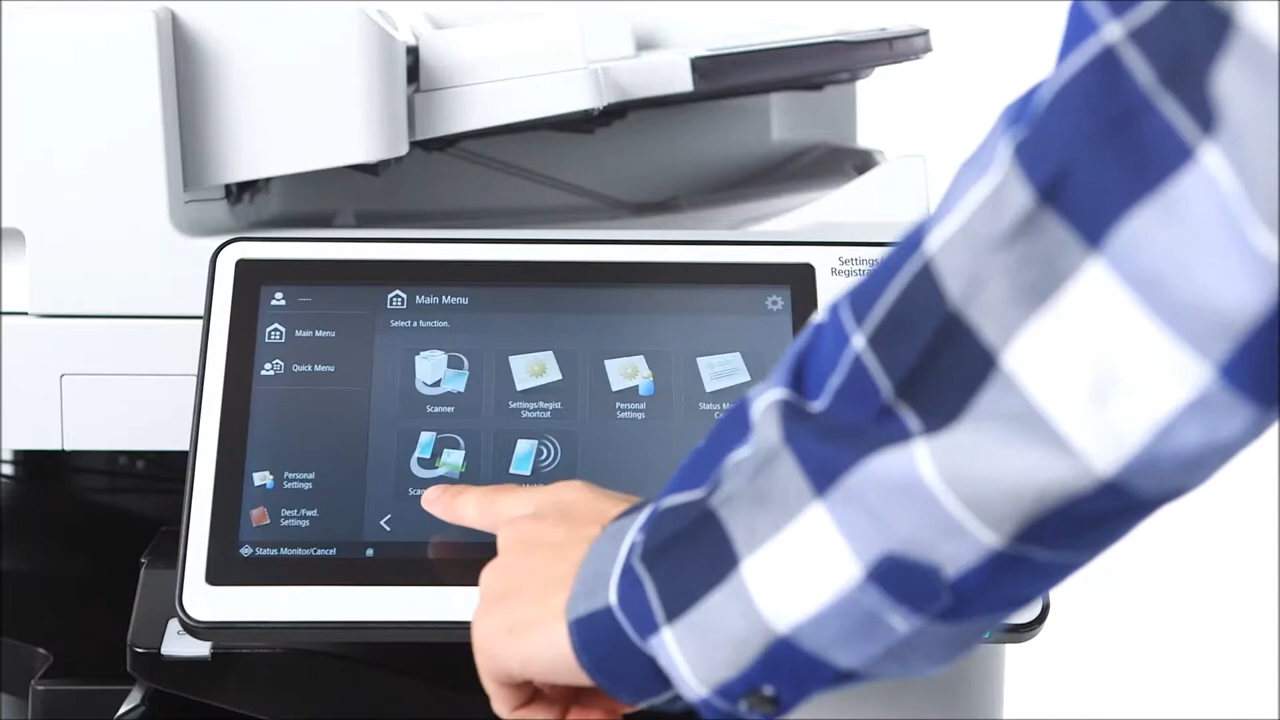 Settings/
----
Main Menu
Select a function.
Main Menu
Quick Menu
Scanner
Settings/Regist.
Shortcut
Personal
Settings
Status
Personal
Settings
Dest./Fwd.
Settings
Status Monitor/Cancel